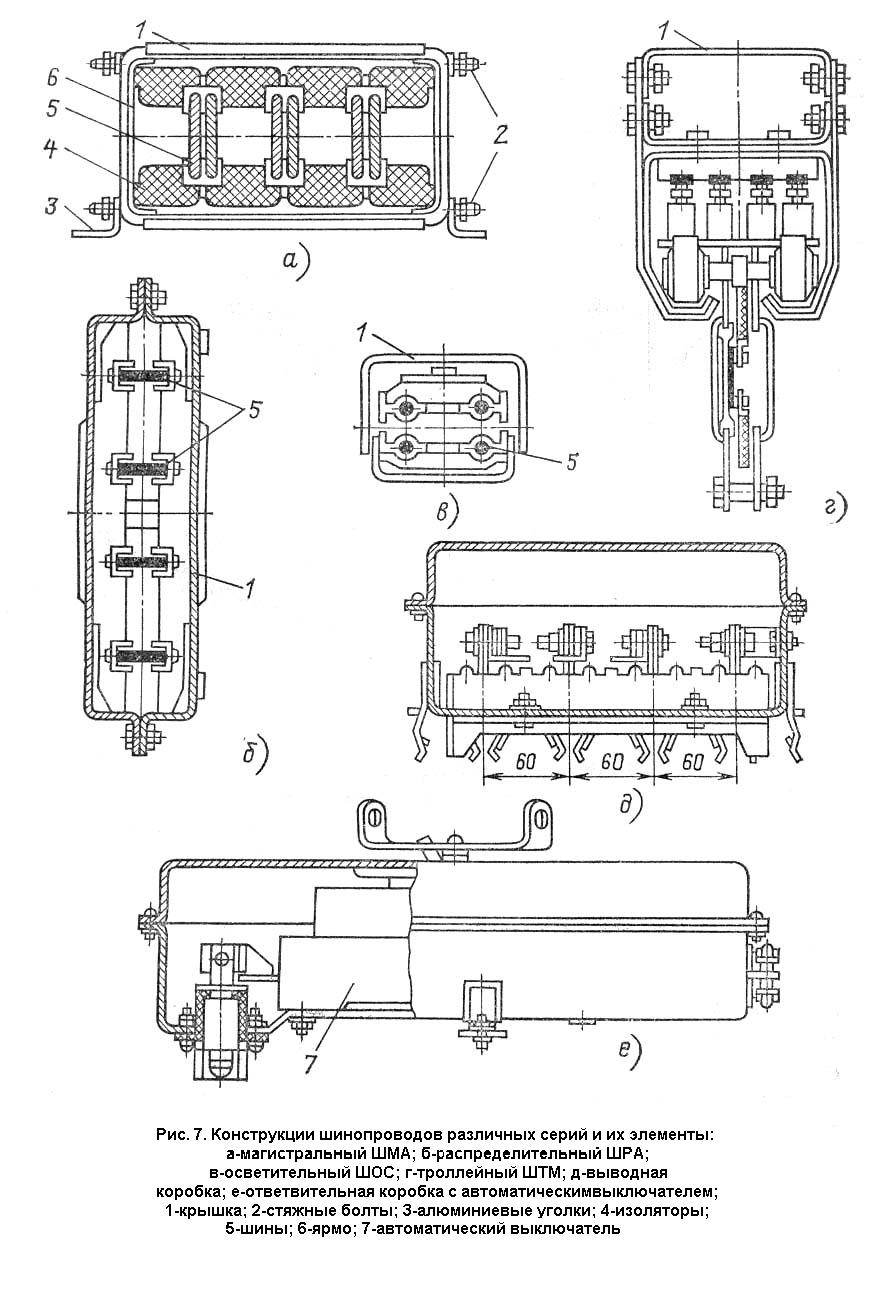 1
6
5
4
3
2
а)
1
г)
5
1
б)
1
5
в)
60
60
60
д)
7
е)
Рис. 7. Конструкции шинопроводов различных серий и их элементы:
а-магистральный ШМА; б-распределительный ШРА;
в-осветительный ШОС; г-троллейный ШТМ; д-выводная
коробка; е-ответвительная коробка с автоматическимвыключателем;
1-крышка; 2-стяжные болты; 3-алюминиевые уголки; 4-изоляторы;
5-шины; 6-ярмо; 7-автоматический выключатель